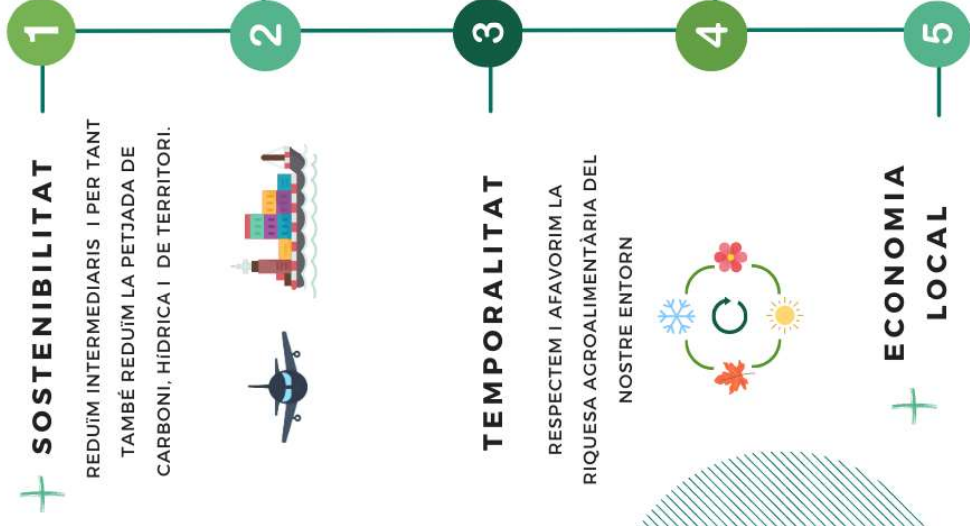 1
SOSTENIBILITAT
REDUÏM INTERMEDIARIS I PER TANT
TAMBÉ REDUÏM LA PETJADA DE
CARBONI, HÍDRICA I DE TERRITORI.
2
3
TEMPORALITAT
RESPECTEM I AFAVORIM LA
RIQUESA AGROALIMENTÀRIA DEL
NOSTRE ENTORN
4
5
ECONOMIA
LOCAL